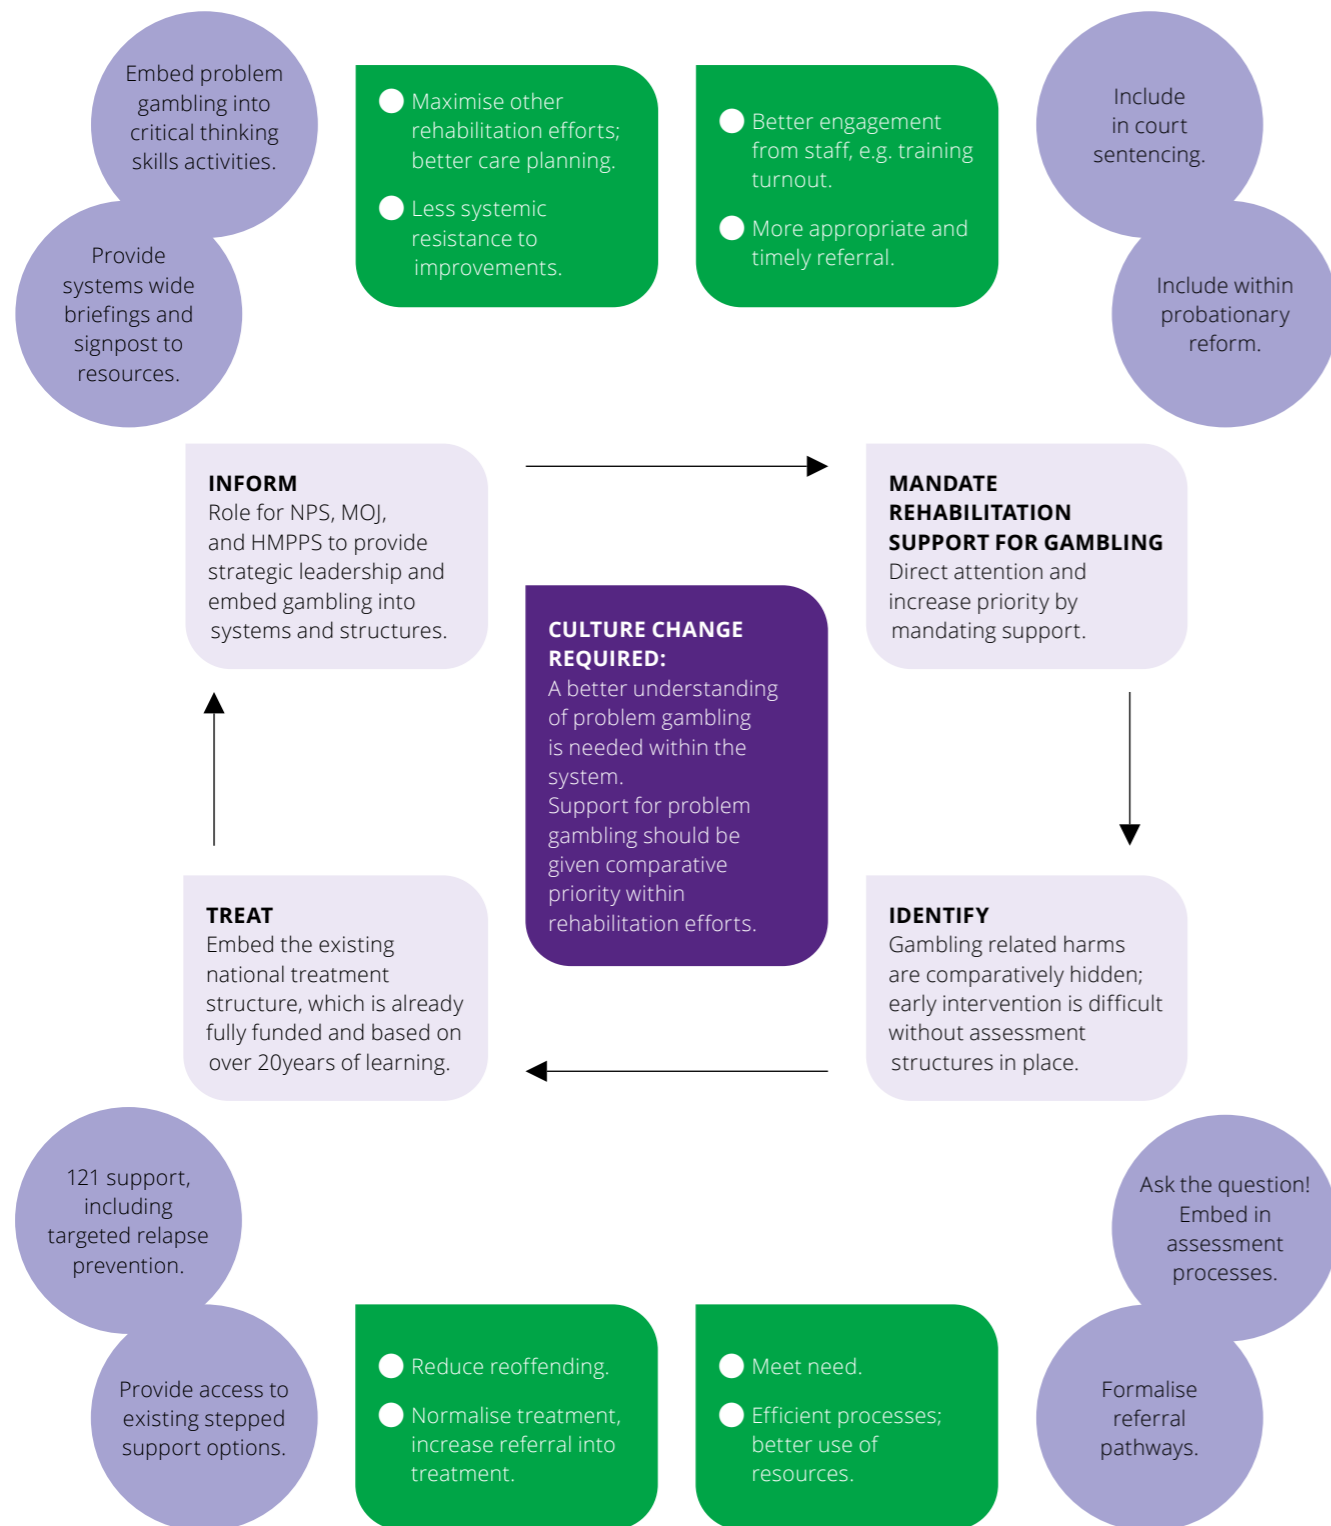 Embed problem
gambling into
critical thinking
skills activities.
Provide
systems wide
briefings and
signpost to
resources.
Maximise other
rehabilitation efforts;
better care planning.
Less systemic
resistance to
improvements.
Better engagement
from staff, e.g. training
turnout.
More appropriate and
timely referral.
Include
in court
sentencing.
Include within
probationary
reform.
INFORM
Role for NPS, MOJ,
and HMPPS to provide
strategic leadership and
embed gambling into
systems and structures.
MANDATE
REHABILITATION
SUPPORT FOR GAMBLING
Direct attention and
increase priority by
mandating support.
CULTURE CHANGE
REQUIRED:
A better understanding
of problem gambling
is needed within the
system.
Support for problem
gambling should be
given comparative
priority within
rehabilitation efforts.
TREAT
Embed the existing
national treatment
structure, which is already
fully funded and based on
over 20years of learning.
IDENTIFY
Gambling related harms
are comparatively hidden;
early intervention is difficult
without assessment
structures in place.
121 support,
including
targeted relapse
prevention.
Provide access to
existing stepped
support options.
Reduce reoffending.
Normalise treatment,
increase referral into
treatment.
Meet need.
Efficient processes;
better use of
resources.
Ask the question!
Embed in
assessment
processes.
Formalise
referral
pathways.